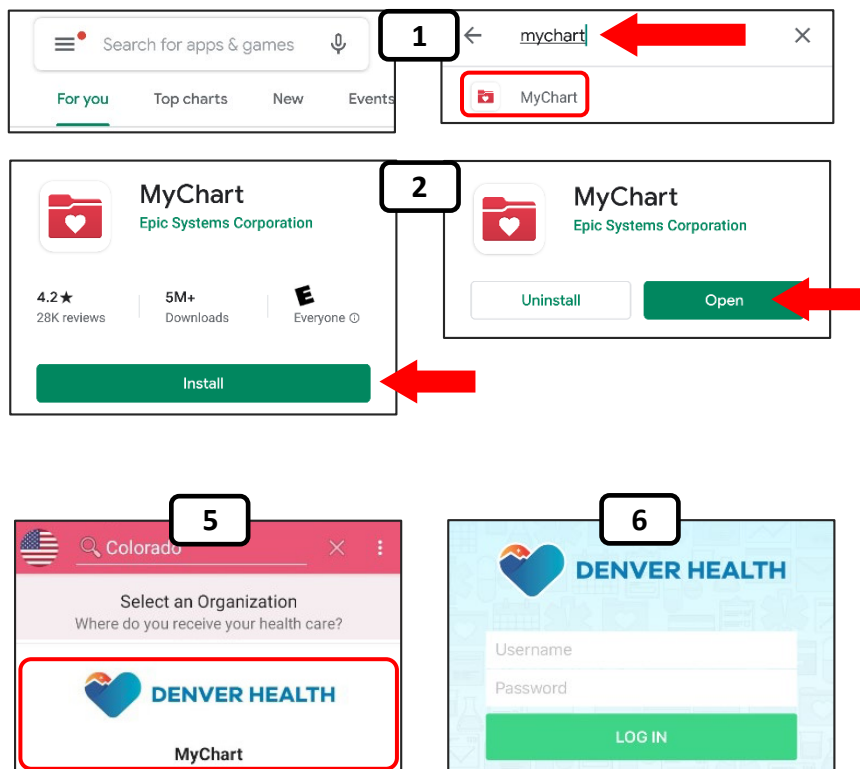 1
Search for apps & games
For you Top charts New Events
mychart
MyChart
2
MyChart
Epic Systems Corporation
4.2★
28K reviews
5M+
Downloads
E
Everyone
Install
MyChart
Epic Systems Corporation
Uninstall
Open
5
Colorado
Select an Organization
Where do you receive your health care?
DENVER HEALTH
MyChart
6
DENVER HEALTH
Username
Password
LOG IN